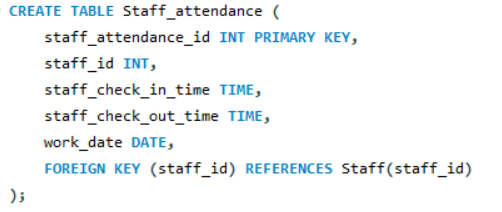 CREATE TABLE Staff_attendance (
staff_attendance_id INT PRIMARY KEY,
staff_id INT,
staff_check_in_time TIME,
staff_check_out_time TIME,
work_date DATE,
FOREIGN KEY (staff_id) REFERENCES Staff(staff_id)
);